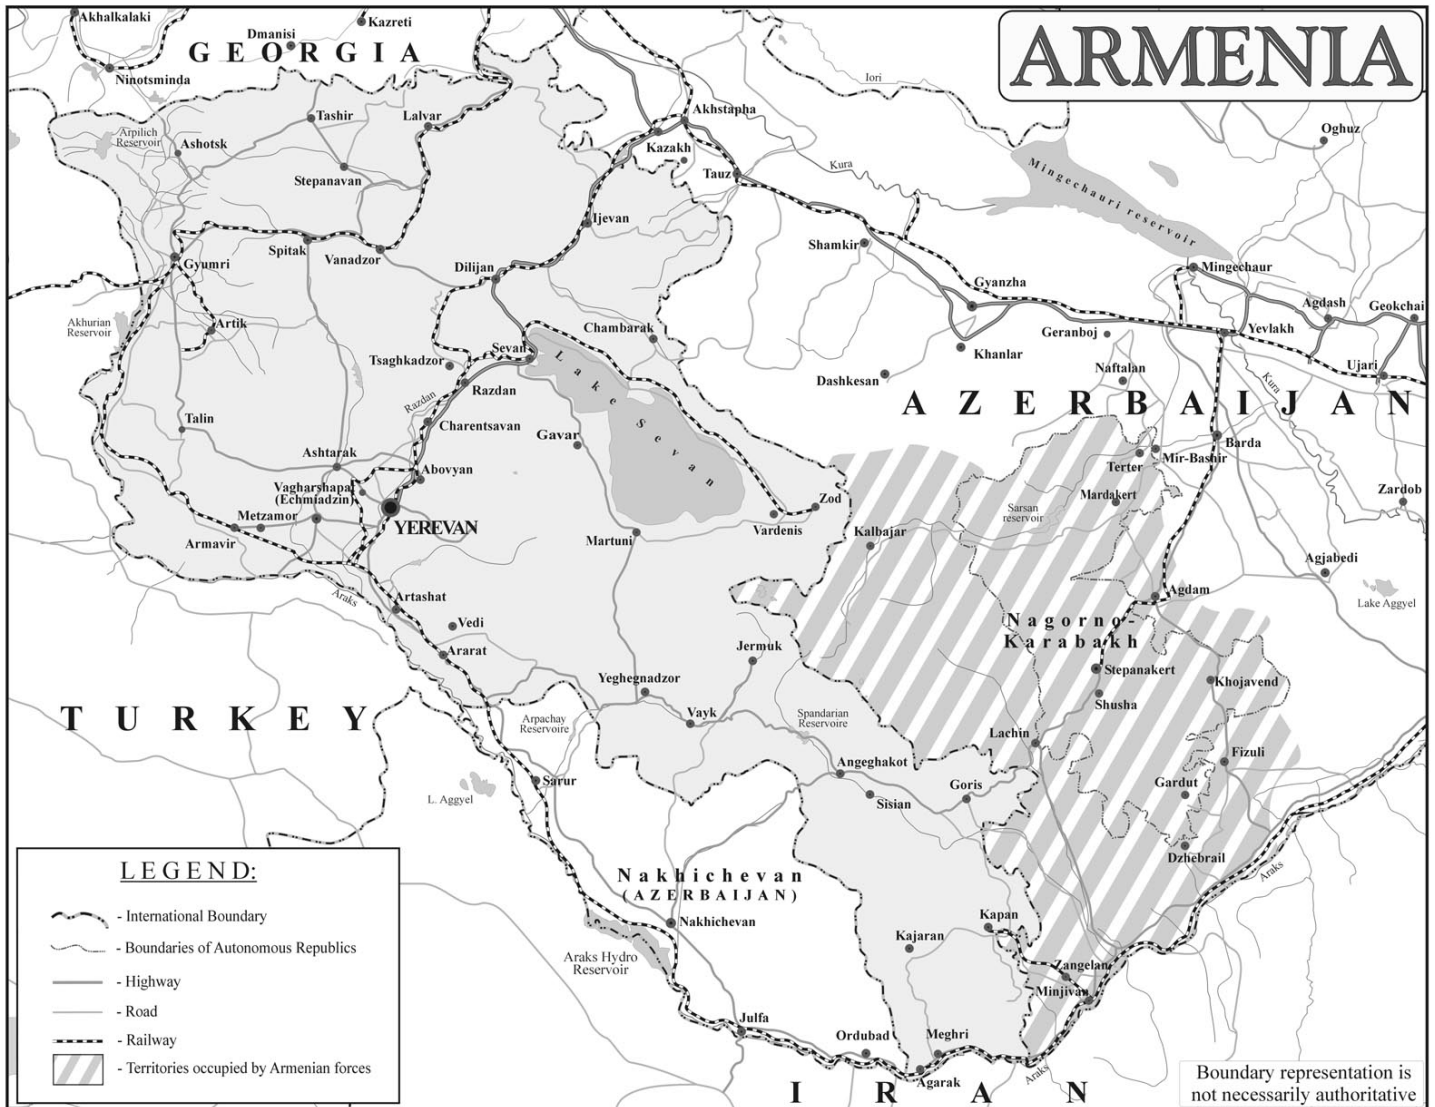 ARMENIA
Akhalkalaki
Kazreti
Dmanisi
GEORGIA
Ninotsminda
Iori
Tashir
Lalvar
Akhstapha
Oghuz
Arpilich
Reservoir
Ashotsk
Kazakh
Kura
Mingechauri reservoir
Stepanavan
Tauz
Ijevan
Spitak
Vanadzor
Shamkir
Gyumri
Dilijan
Mingechaur
Gyanzha
Agdash
Geokchai
Akhurian
Reservoir
Artik
Chambarak
Geranboj
Yevlakh
Sevan
Lake Sevan
Khanlar
Tsaghkadzor
Naftalan
Ujari
Kura
Dashkesan
Razdan
Razdan
AZERBAIJAN
Talin
Charentsavan
Gavar
Barda
Ashtarak
Mir-Bashir
Terter
Abovyan
Vagharshapat
(Echmiadzin)
Mardakert
Zardob
Zod
Sarsan
reservoir
Metzamor
YEREVAN
Vardenis
Kalbajar
Armavir
Martuni
Agjabedi
Agdam
Lake Aggyel
Araks
Artashat
Vedi
Nagorno-
Karabakh
Ararat
Jermuk
Stepanakert
Yeghegnadzor
Khojavend
Shusha
TURKEY
Arpachay
Reservoire
Vayk
Spandarian
Reservoire
Lachin
Fizuli
Angeghakot
Sarur
Goris
Gardut
L. Aggyel
Sisian
Dzhebrail
Araks
Nakhichevan
(AZERBAIJAN)
Nakhichevan
Kapan
Kajaran
Araks Hydro
Reservoir
Zangelan
Minjivan
Julfa
Ordubad
Meghri
Araks
Agarak
IRAN
LEGEND:
- International Boundary
- Boundaries of Autonomous Republics
- Highway
- Road
- Railway
- Territories occupied by Armenian forces
Boundary representation is
not necessarily authoritative